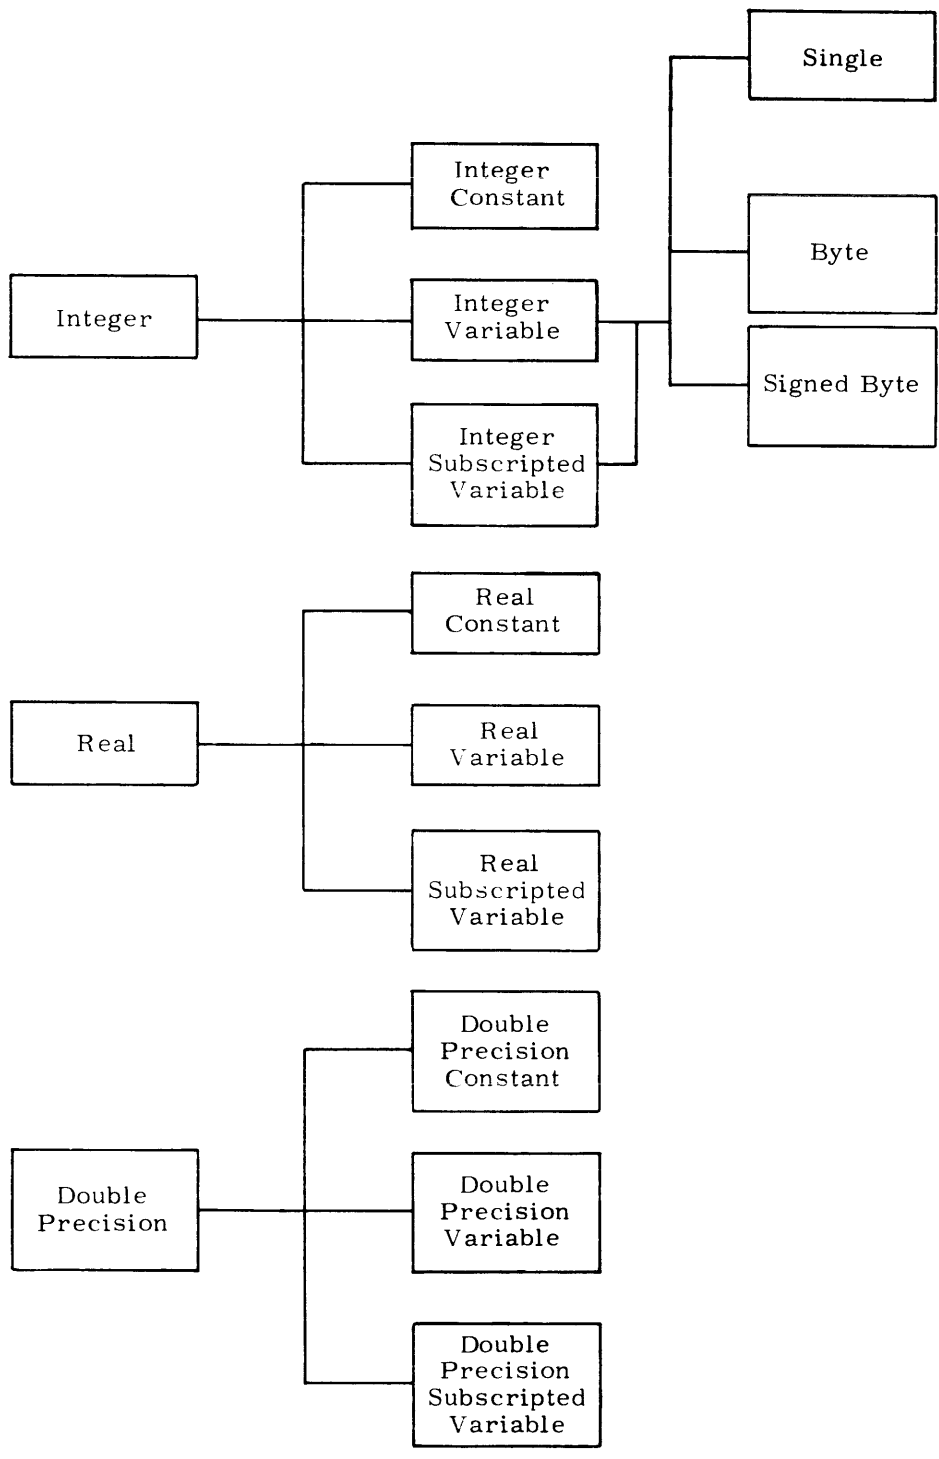 Single
Integer
Constant
Byte
Integer
Integer
Variable
Signed Byte
Integer
Subscripted
Variable
Real
Constant
Real
Real
Variable
Real
Subscripted
Variable
Double
Precision
Constant
Double
Precision
Double
Precision
Variable
Double
Precision
Subscripted
Variable